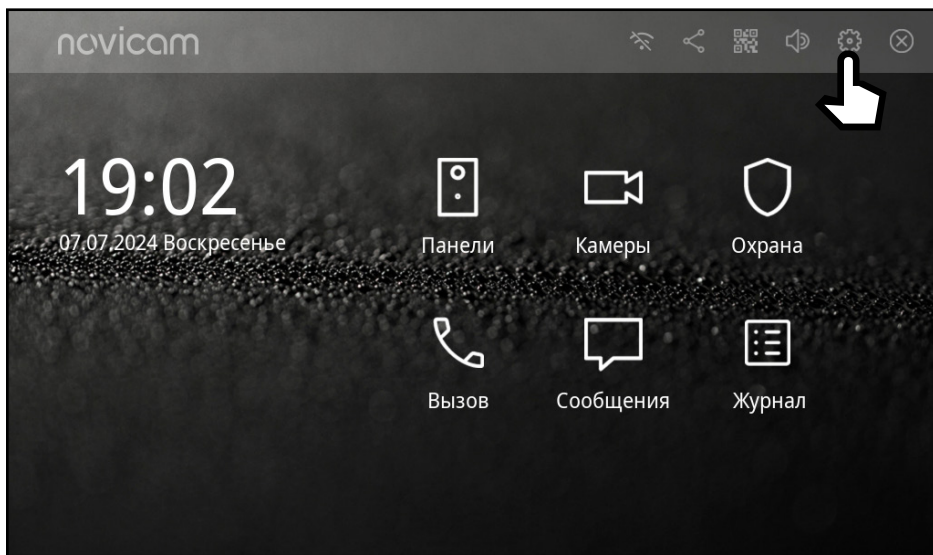 novicam
19:02
07.07.2024 Воскресенье
Панели
Камеры
Охрана
Вызов
Сообщения
Журнал